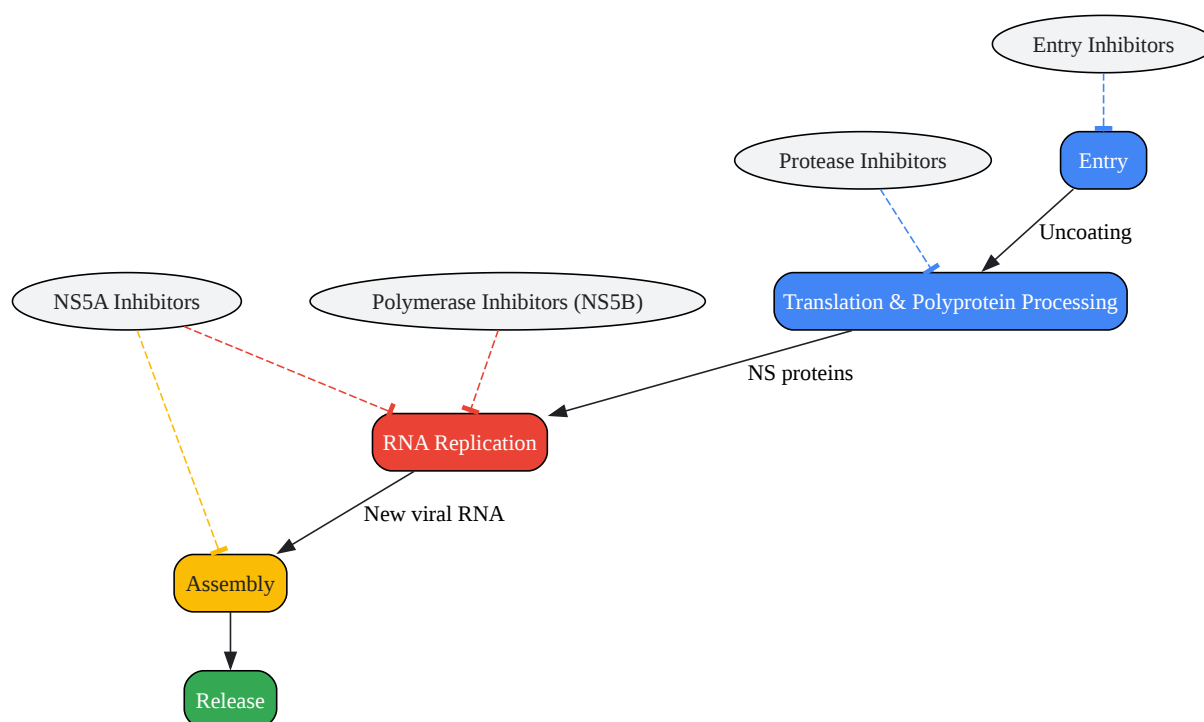 Entry Inhibitors
Protease Inhibitors
Entry
Uncoating
NS5A Inhibitors
Polymerase Inhibitors (NS5B)
Translation & Polyprotein Processing
NS proteins
RNA Replication
New viral RNA
Assembly
Release